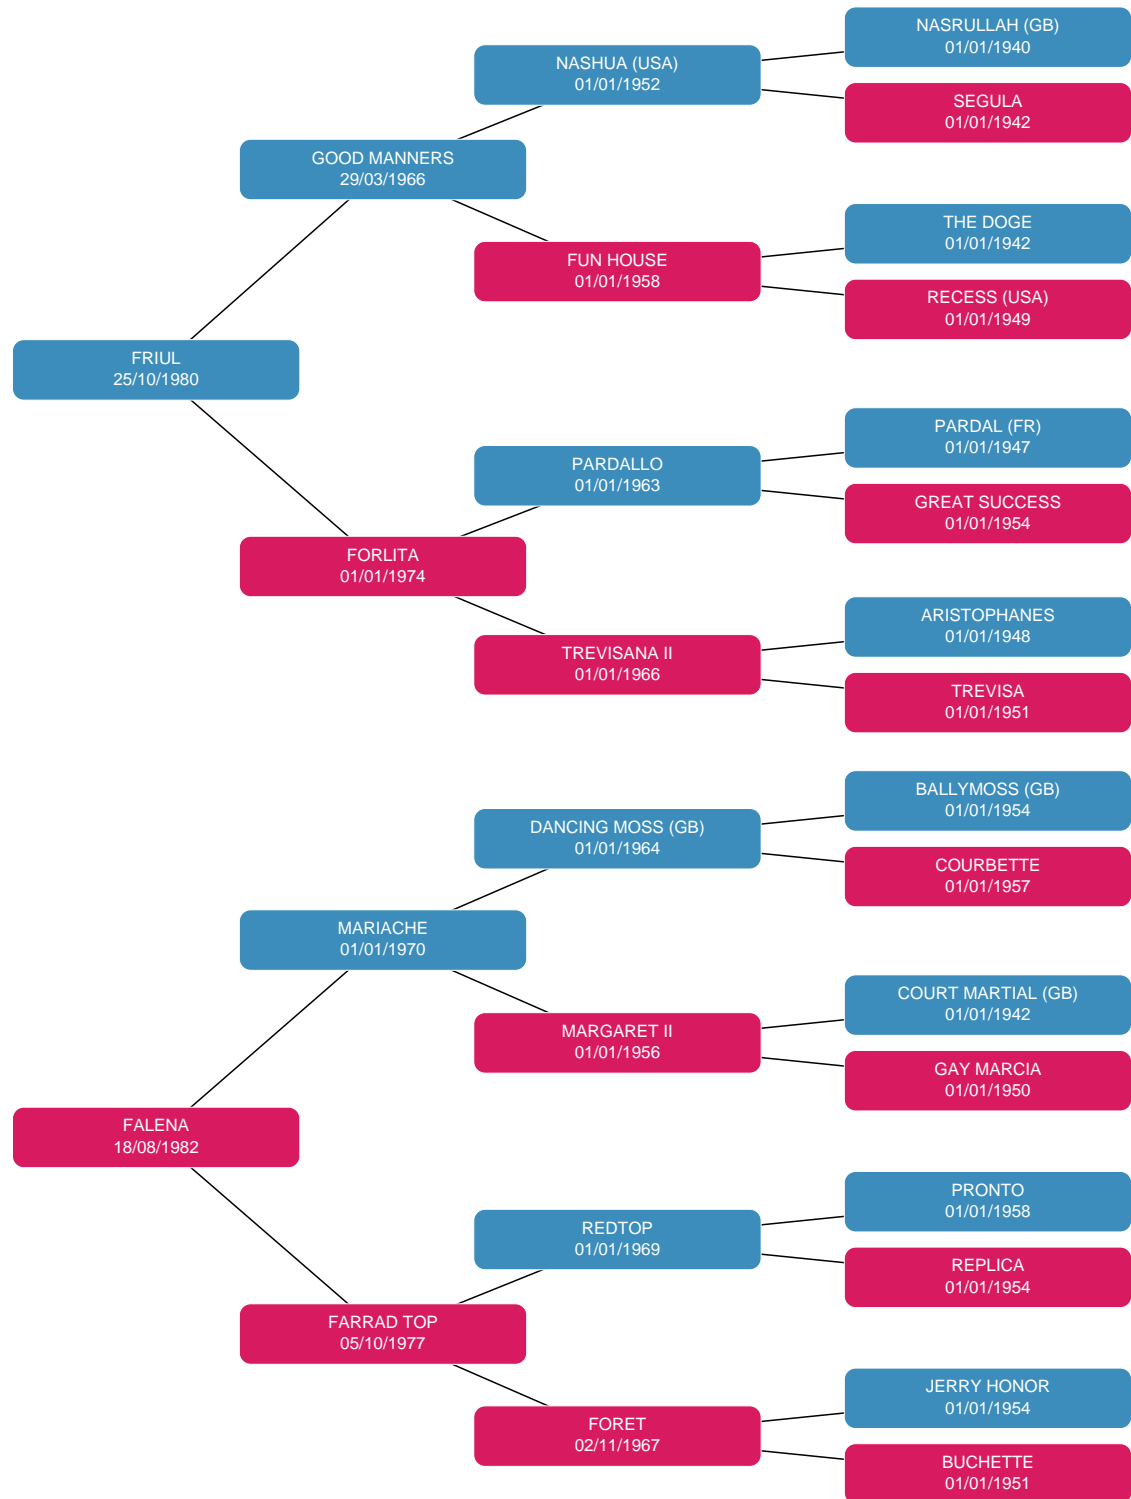 NASRULLAH (GB)
01/01/1940
NASHUA (USA)
01/01/1952
SEGULA
01/01/1942
GOOD MANNERS
29/03/1966
THE DOGE
01/01/1942
FUN HOUSE
01/01/1958
RECESS (USA)
01/01/1949
FRIUL
25/10/1980
PARDAL (FR)
01/01/1947
PARDALLO
01/01/1963
GREAT SUCCESS
01/01/1954
FORLITA
01/01/1974
ARISTOPHANES
01/01/1948
TREVISANA II
01/01/1966
TREVISA
01/01/1951
BALLYMOSS (GB)
01/01/1954
DANCING MOSS (GB)
01/01/1964
COURBETTE
01/01/1957
MARIACHE
01/01/1970
COURT MARTIAL (GB)
01/01/1942
MARGARET II
01/01/1956
GAY MARCIA
01/01/1950
FALENA
18/08/1982
PRONTO
01/01/1958
REDTOP
01/01/1969
REPLICA
01/01/1954
FARRAD TOP
05/10/1977
JERRY HONOR
01/01/1954
FORET
02/11/1967
BUCHETTE
01/01/1951